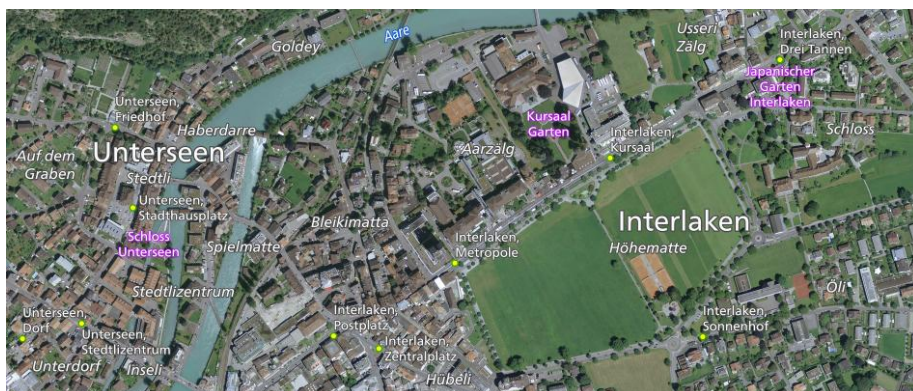 Goldey
Aare
Usseri
Zälg
Interlaken,
Drei Tannen
Japanischer
Garten
Interlaken
Unterseen,
Friedhof
Haberdarre
Kursaal
Garten
Interlaken,
Kursaal
Schloss
Auf dem
Graben
Unterseen
Stedtli
Aarzälg
Unterseen,
Stadthausplatz
Bleikimatta
Interlaken
Schloss
Unterseen
Spielmatte
Interlaken,
Metropole
Höhematte
Stedtlizentrum
Öli
Unterseen,
Dorf
Unterseen,
Stedtlizentrum
Interlaken,
Postplatz
Interlaken,
Zentralplatz
Interlaken,
Sonnenhof
Unterdorf
Inseli
Hübeli